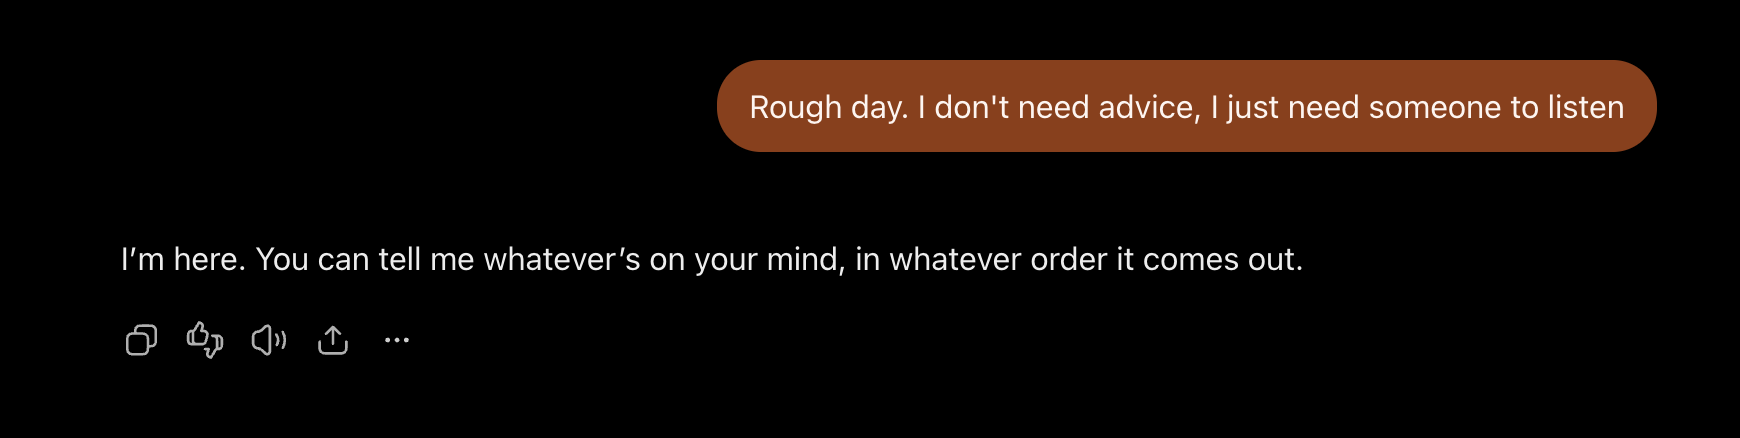 Rough day. I don't need advice, I just need someone to listen
I’m here. You can tell me whatever’s on your mind, in whatever order it comes out.